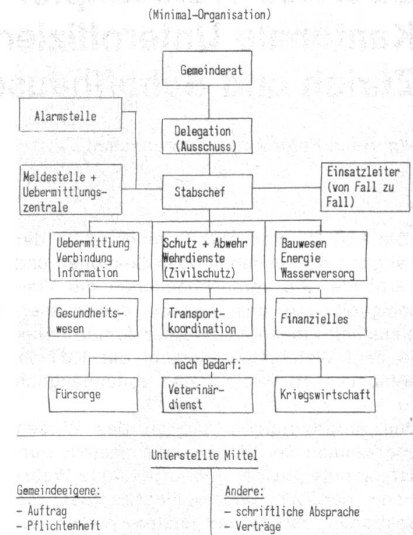 (Minimal-Organisation)
Gemeinderat
Alarmstelle
Delegation
(Ausschuss)
Meldestelle +
Uebermittlungs-
zentrale
Stabschef
Einsatzleiter
(von Fall zu
Fall)
Uebermittlung
Verbindung
Information
Schutz + Abwehr
Wehrdienste
(Zivilschutz)
Bauwesen
Energie
Wasserversorg
Gesundheits-
wesen
Transport-
koordination
Finanzielles
nach Bedarf:
Fürsorge
Veterinär-
dienst
Kriegswirtschaft
Unterstellte Mittel
Gemeindeeigene:
- Auftrag
- Pflichtenheft
Andere:
- schriftliche Absprache
- Verträge